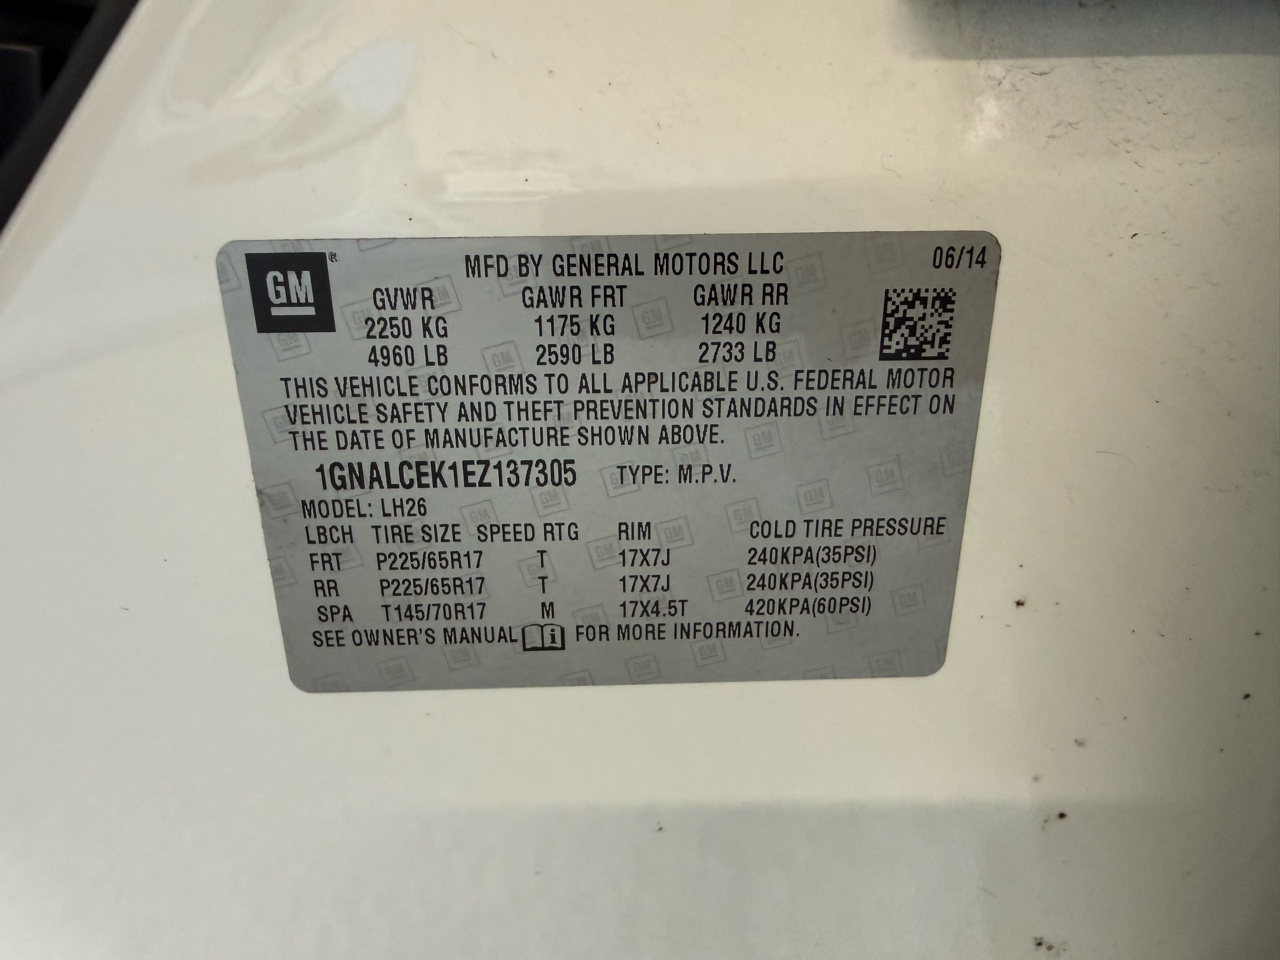 GM ®
MFD BY GENERAL MOTORS LLC 06/14
GVWR GAWR FRT GAWR RR
2250 KG 1175 KG 1240 KG
4960 LB 2590 LB 2733 LB
THIS VEHICLE CONFORMS TO ALL APPLICABLE U.S. FEDERAL MOTOR
VEHICLE SAFETY AND THEFT PREVENTION STANDARDS IN EFFECT ON
THE DATE OF MANUFACTURE SHOWN ABOVE.
1GNALCEK1EZ137305 TYPE: M.P.V.
MODEL: LH26
LBCH TIRE SIZE SPEED RTG RIM COLD TIRE PRESSURE
FRT P225/65R17 T 17X7J 240KPA(35PSI)
RR P225/65R17 T 17X7J 240KPA(35PSI)
SPA T145/70R17 M 17X4.5T 420KPA(60PSI)
SEE OWNER'S MANUAL i FOR MORE INFORMATION.